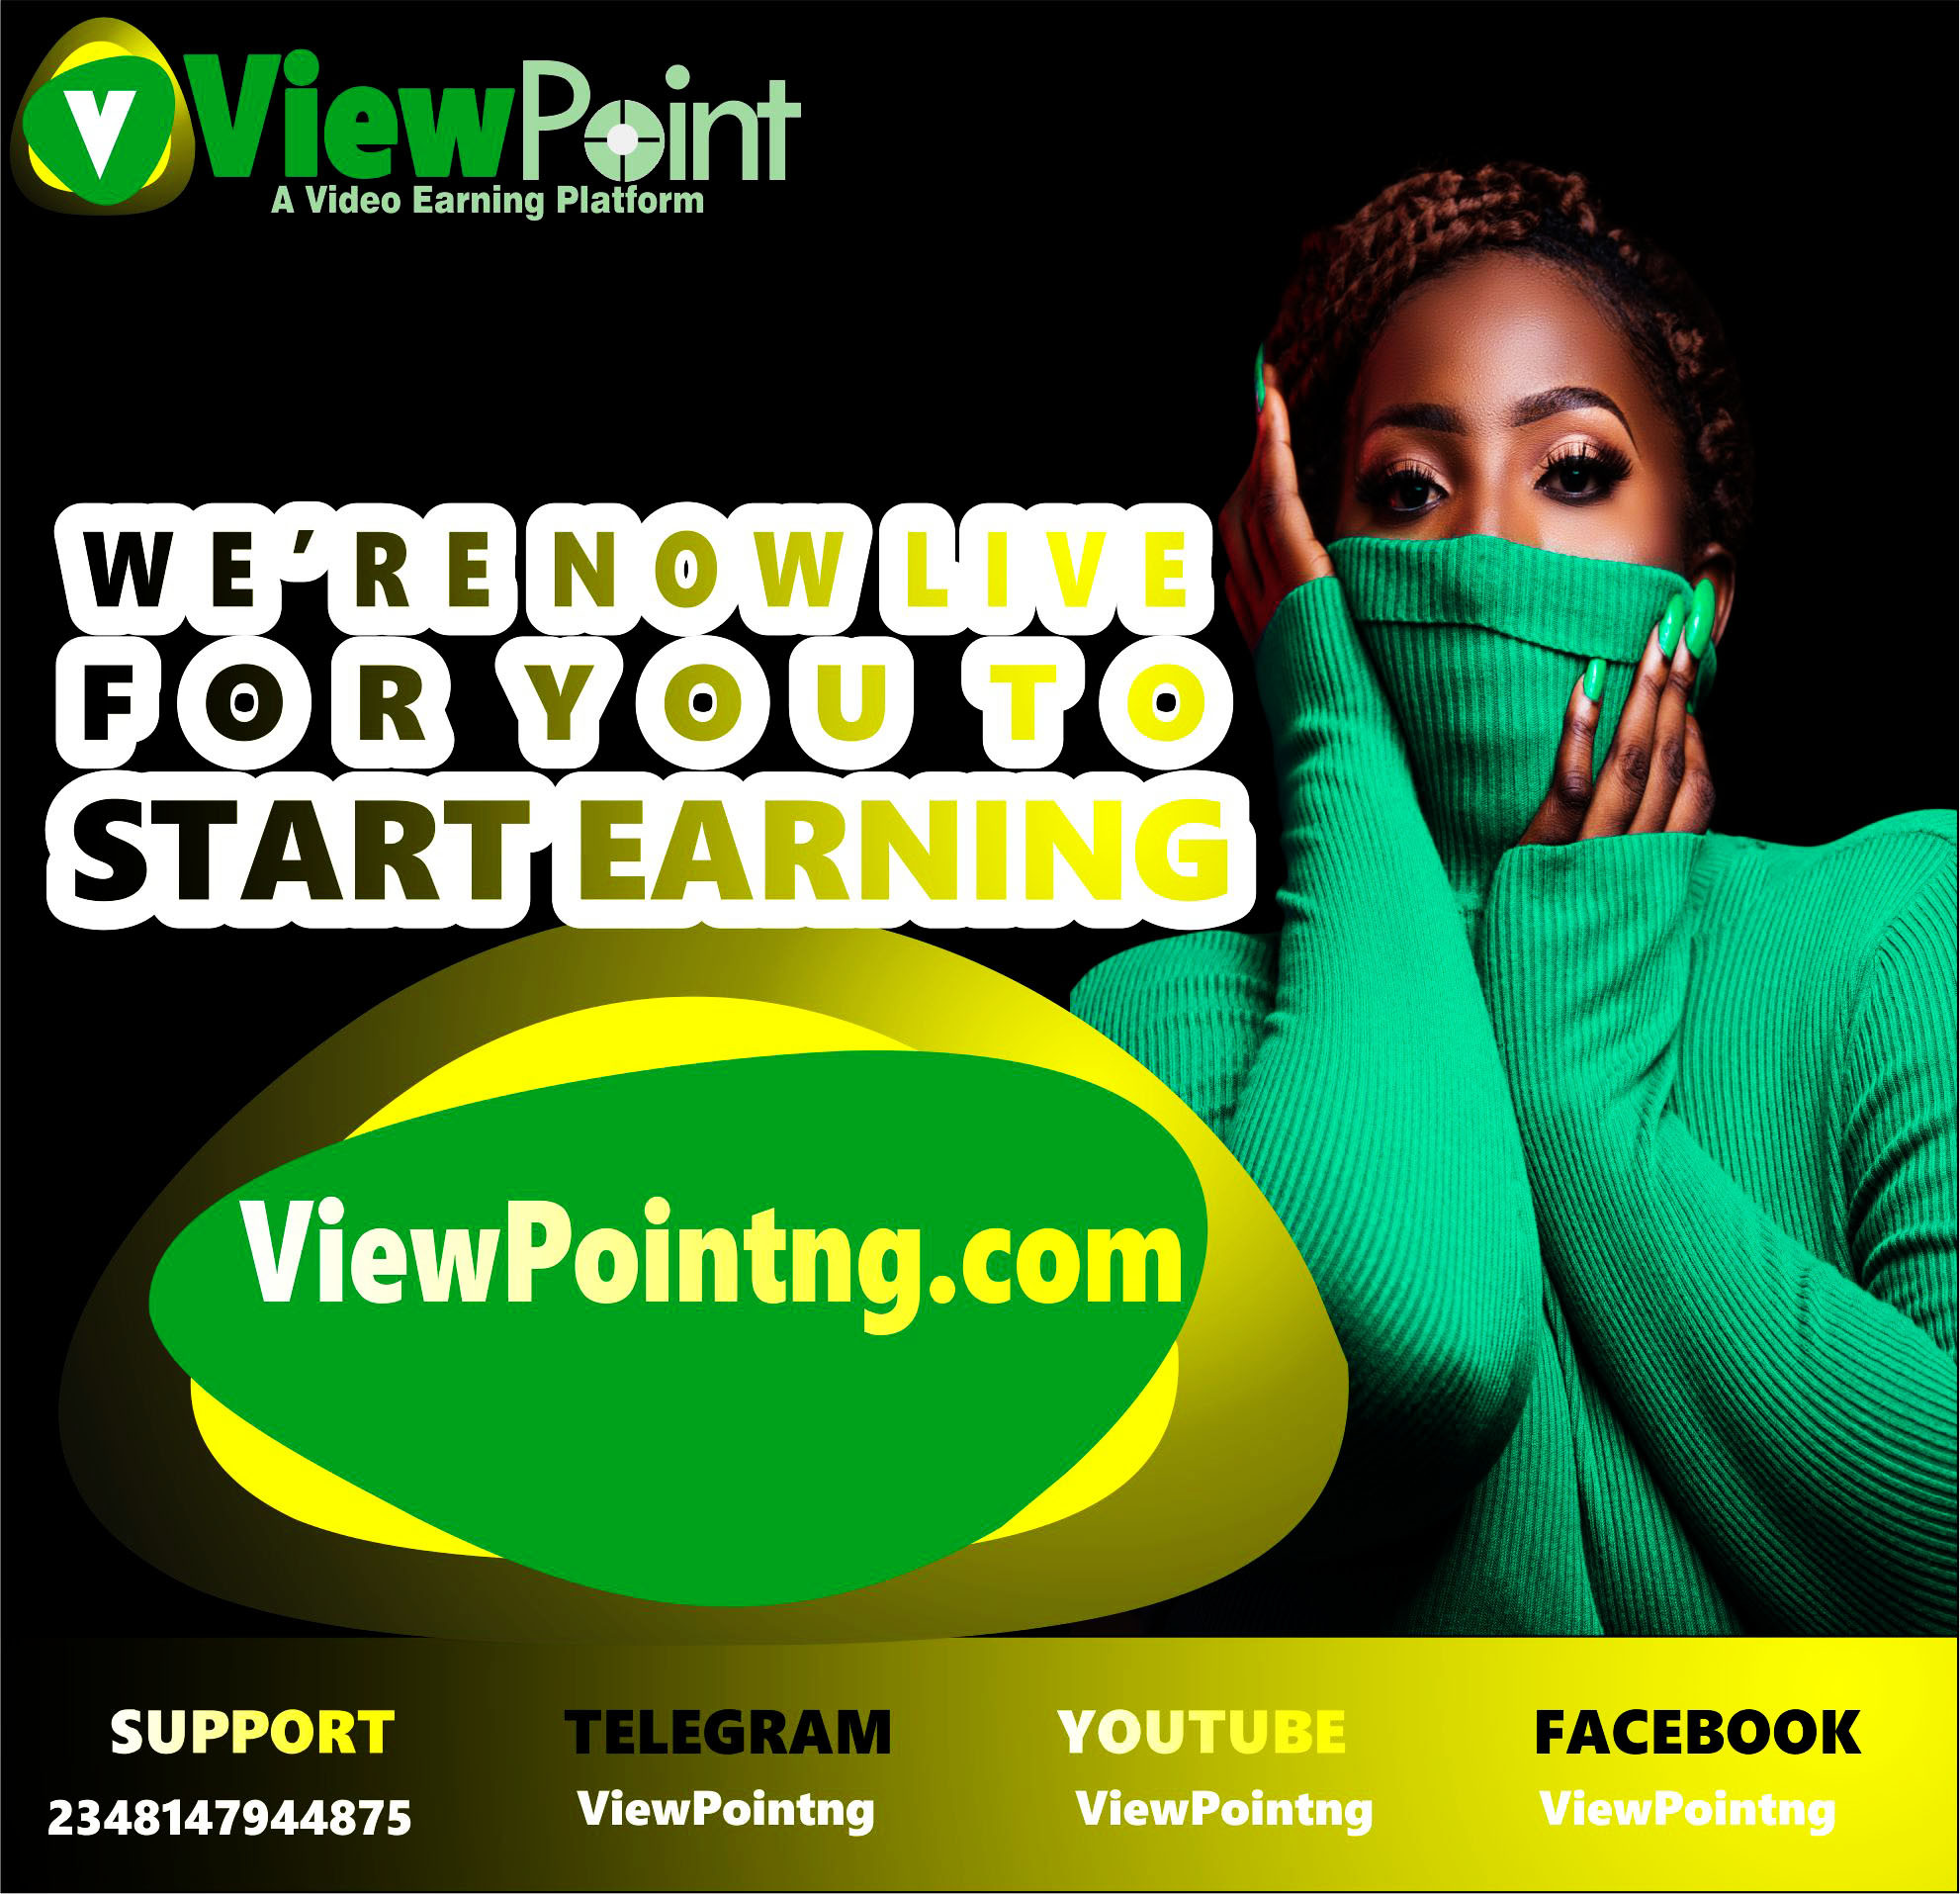 V
ViewPoint
A Video Earning Platform
WE'RE NOW LIVE
FOR YOU TO
START EARNING
ViewPointng.com
SUPPORT
2348147944875
TELEGRAM
ViewPointng
YOUTUBE
ViewPointng
FACEBOOK
ViewPointng